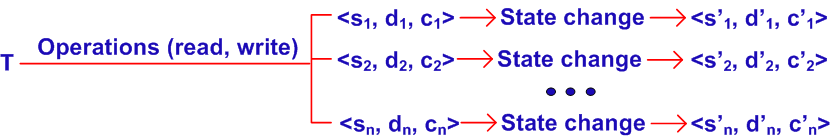 T Operations (read, write) <s1, d1, c1> State change <s'1, d'1, c'1>
<s2, d2, c2> State change <s'2, d'2, c'2>
• • •
<sn, dn, cn> State change <s'n, d'n, c'n>